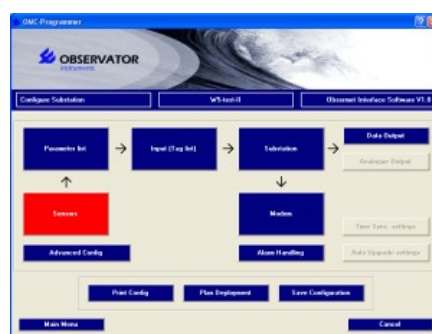 OMC-Programmer
OBSERVATOR
instruments
Configure Substation
WS-test-II
Obsermet Interface Software V1.0
Parameter list
Input (Tag list)
Substation
Data Output
Analogue Output
Sensors
Modem
Time Sync. settings
Advanced Config
Alarm Handling
Auto Upgrade settings
Print Config
Plan Deployment
Save Configuration
Main Menu
Cancel